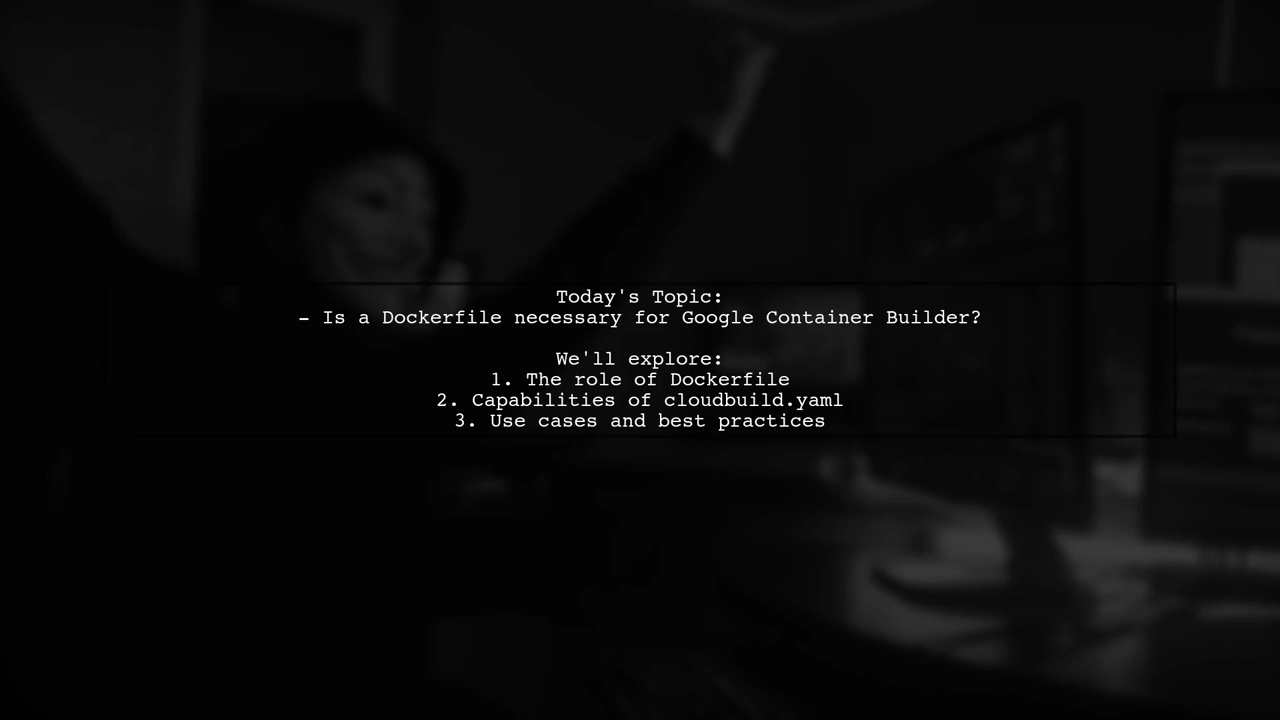 Today's Topic:
– Is a Dockerfile necessary for Google Container Builder?
We'll explore:
1. The role of Dockerfile
2. Capabilities of cloudbuild.yaml
3. Use cases and best practices